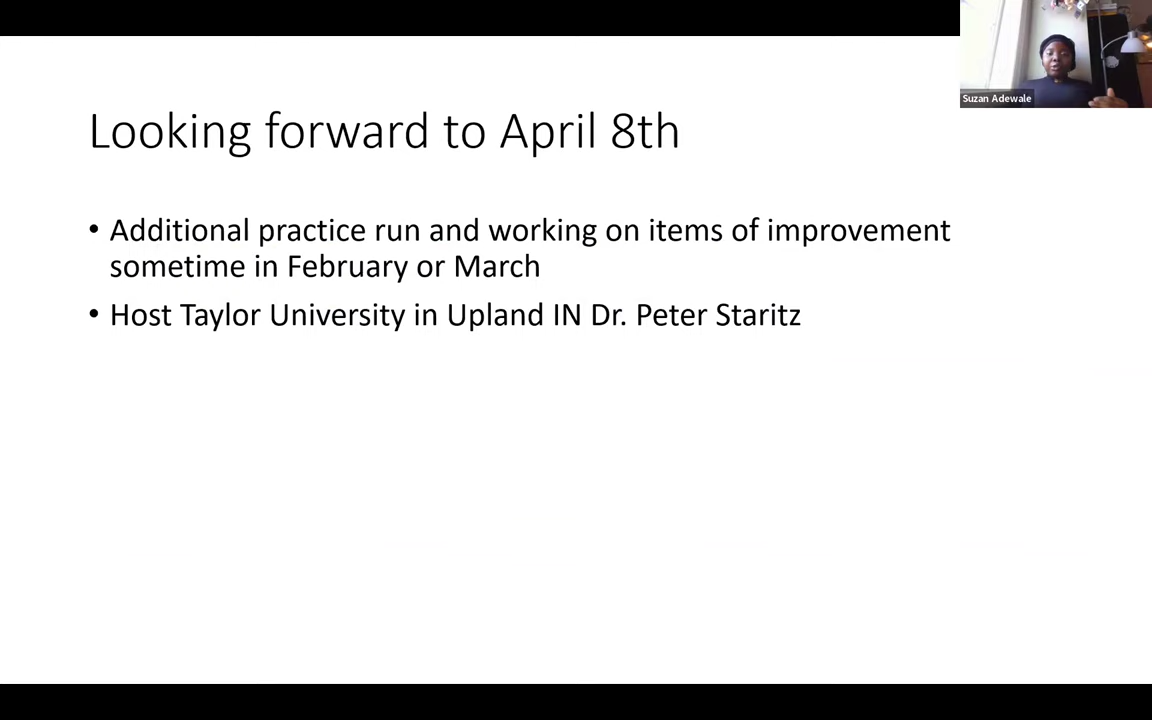 Suzan Adewale
Looking forward to April 8th
• Additional practice run and working on items of improvement
sometime in February or March
• Host Taylor University in Upland IN Dr. Peter Staritz